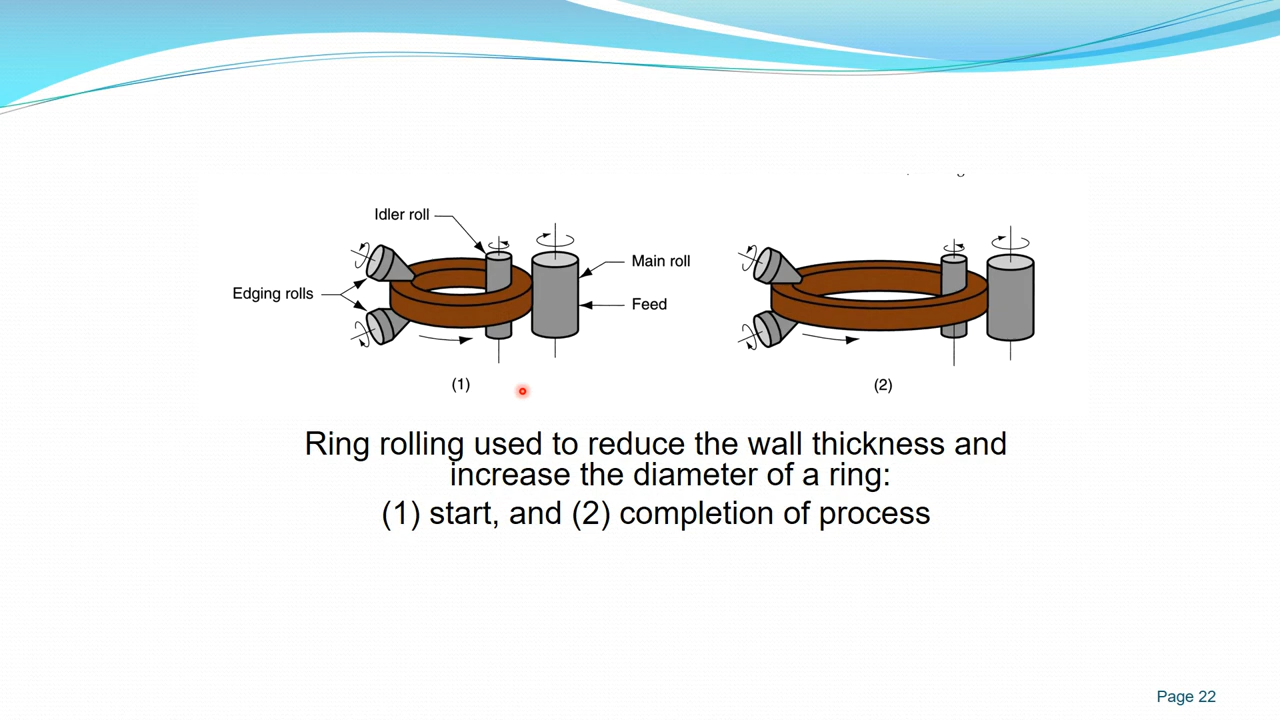 Idler roll
Main roll
Edging rolls
Feed
(1)
(2)
Ring rolling used to reduce the wall thickness and
increase the diameter of a ring:
(1) start, and (2) completion of process
Page 22